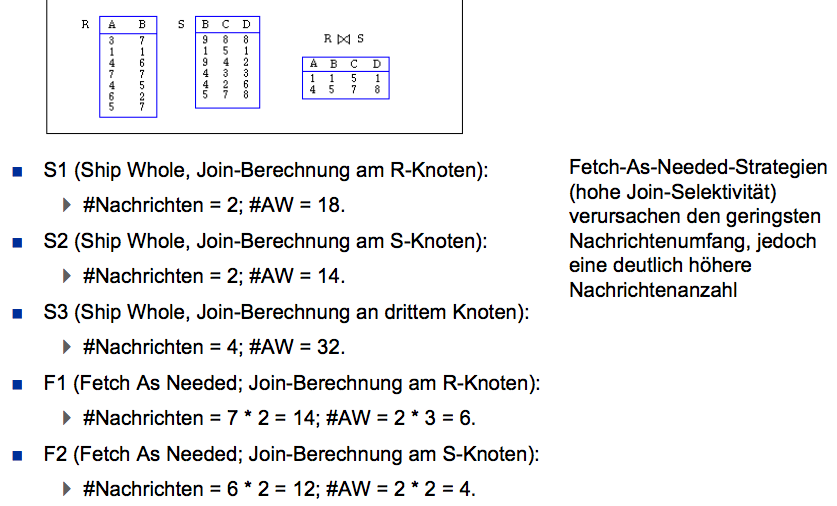 R
A B
3 7
1 1
4 6
7 7
4 5
6 2
5 7
S
B C D
9 8 8
1 5 1
9 4 2
4 3 3
4 2 6
5 7 8
R ⋈ S
A B C D
1 1 5 1
4 5 7 8
S1 (Ship Whole, Join-Berechnung am R-Knoten):
#Nachrichten = 2; #AW = 18.
S2 (Ship Whole, Join-Berechnung am S-Knoten):
#Nachrichten = 2; #AW = 14.
S3 (Ship Whole, Join-Berechnung an drittem Knoten):
#Nachrichten = 4; #AW = 32.
F1 (Fetch As Needed; Join-Berechnung am R-Knoten):
#Nachrichten = 7 * 2 = 14; #AW = 2 * 3 = 6.
F2 (Fetch As Needed; Join-Berechnung am S-Knoten):
#Nachrichten = 6 * 2 = 12; #AW = 2 * 2 = 4.
Fetch-As-Needed-Strategien
(hohe Join-Selektivität)
verursachen den geringsten
Nachrichtenumfang, jedoch
eine deutlich höhere
Nachrichtenanzahl